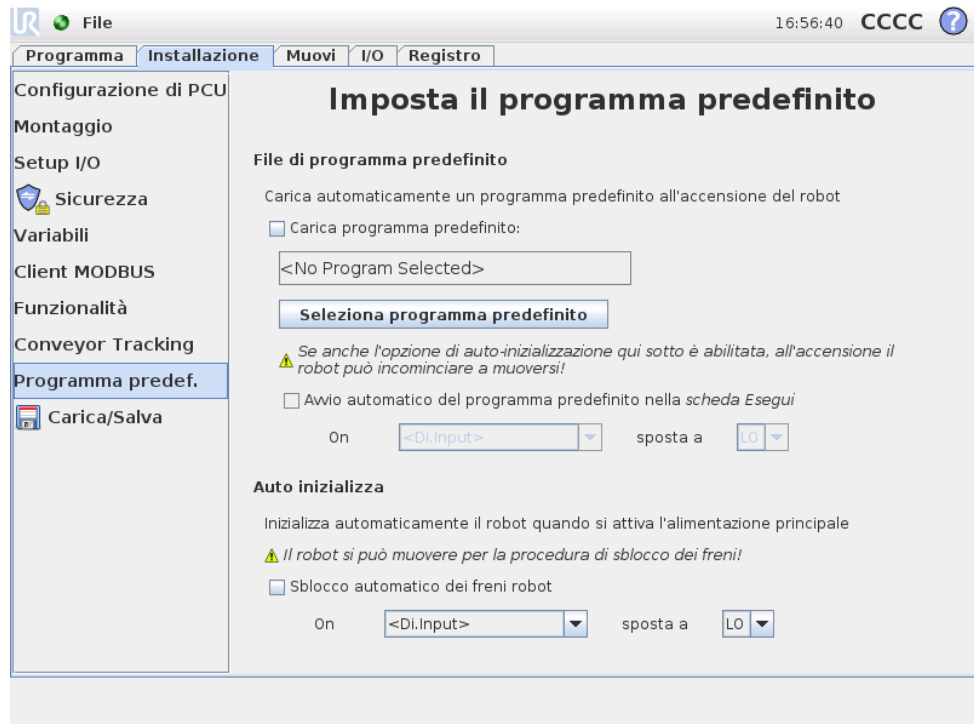 UR File 16:56:40 CCCC ?
Programma Installazione Muovi I/O Registro
Configurazione di PCU
Montaggio
Setup I/O
Sicurezza
Variabili
Client MODBUS
Funzionalità
Conveyor Tracking
Programma predef.
Carica/Salva
Imposta il programma predefinito
File di programma predefinito
Carica automaticamente un programma predefinito all'accensione del robot
Carica programma predefinito:
<No Program Selected>
Seleziona programma predefinito
Se anche l'opzione di auto-inizializzazione qui sotto è abilitata, all'accensione il
robot può incominciare a muoversi!
Avvio automatico del programma predefinito nella scheda Esegui
On <Di.Input> sposta a LO
Auto inizializza
Inizializza automaticamente il robot quando si attiva l'alimentazione principale
Il robot si può muovere per la procedura di sblocco dei freni!
Sblocco automatico dei freni robot
On <Di.Input> sposta a LO